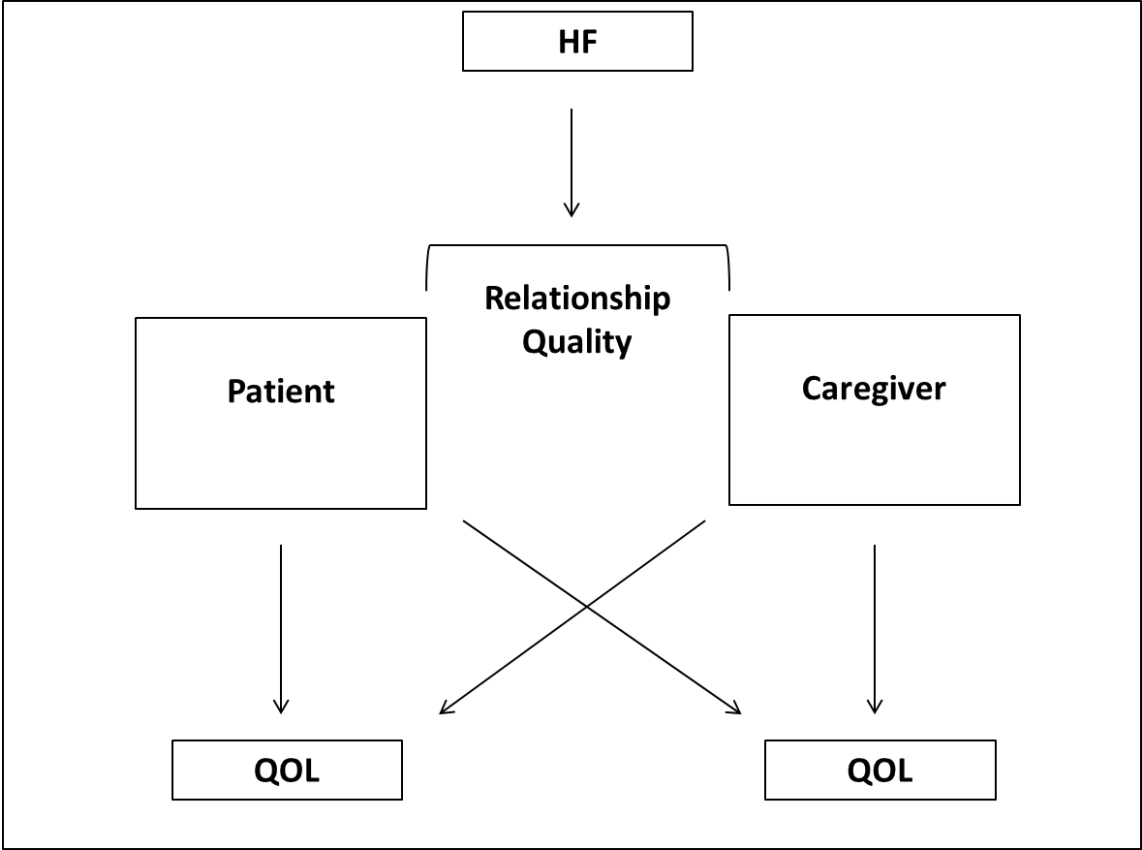 HF
Relationship
Quality
Patient
Caregiver
QOL
QOL